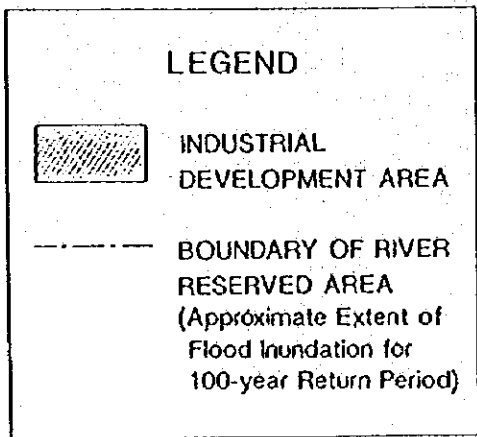 LEGEND
INDUSTRIAL
DEVELOPMENT AREA
BOUNDARY OF RIVER
RESERVED AREA
(Approximate Extent of
Flood Inundation for
100-year Return Period)